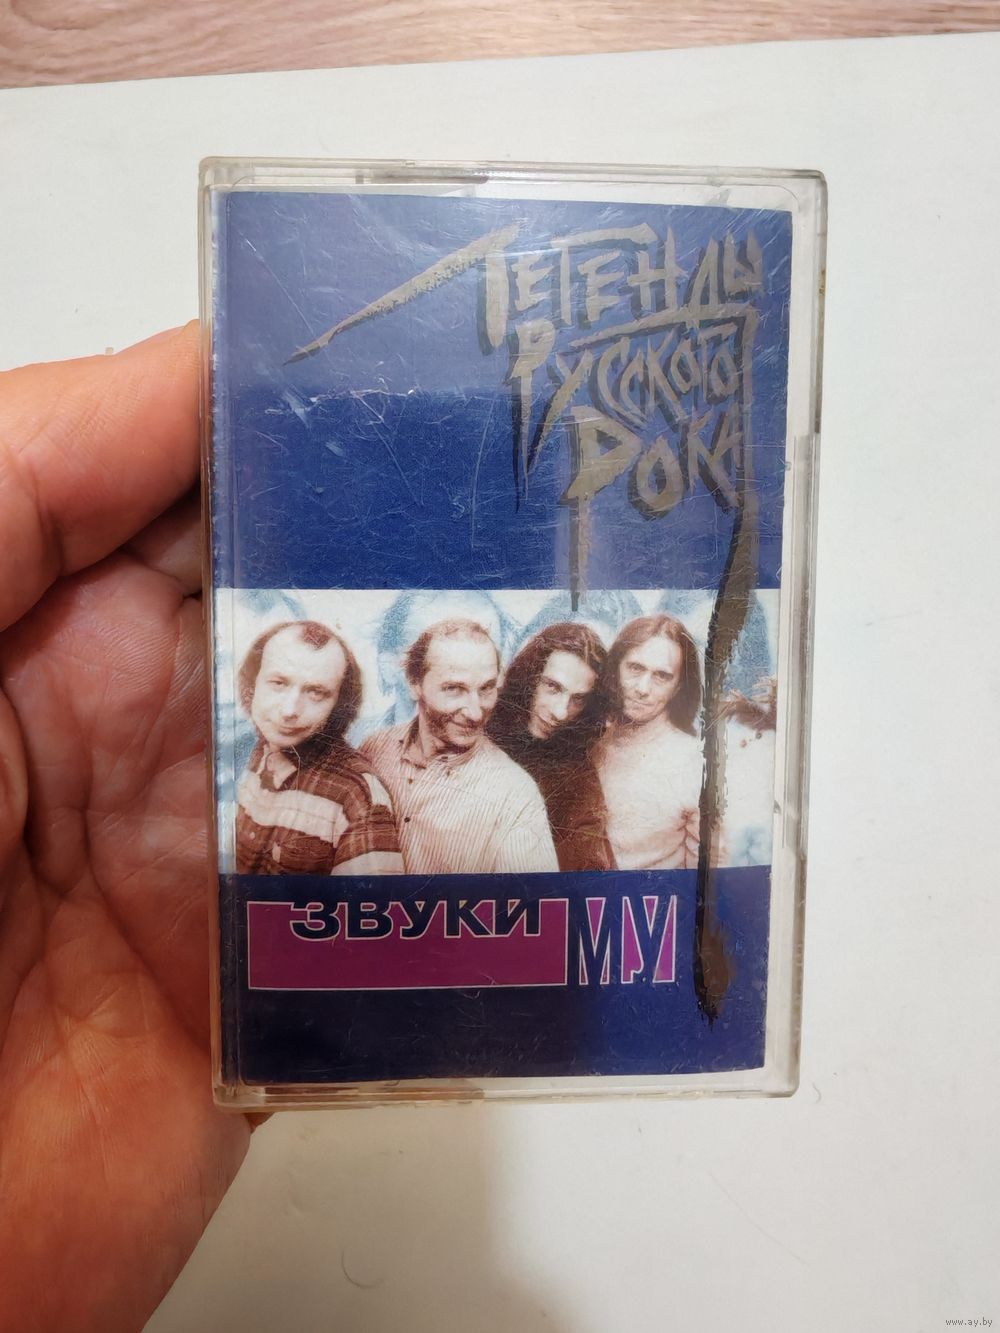 Легенды
Русского
Рока
ЗВУКИ МУ
www.ay.by